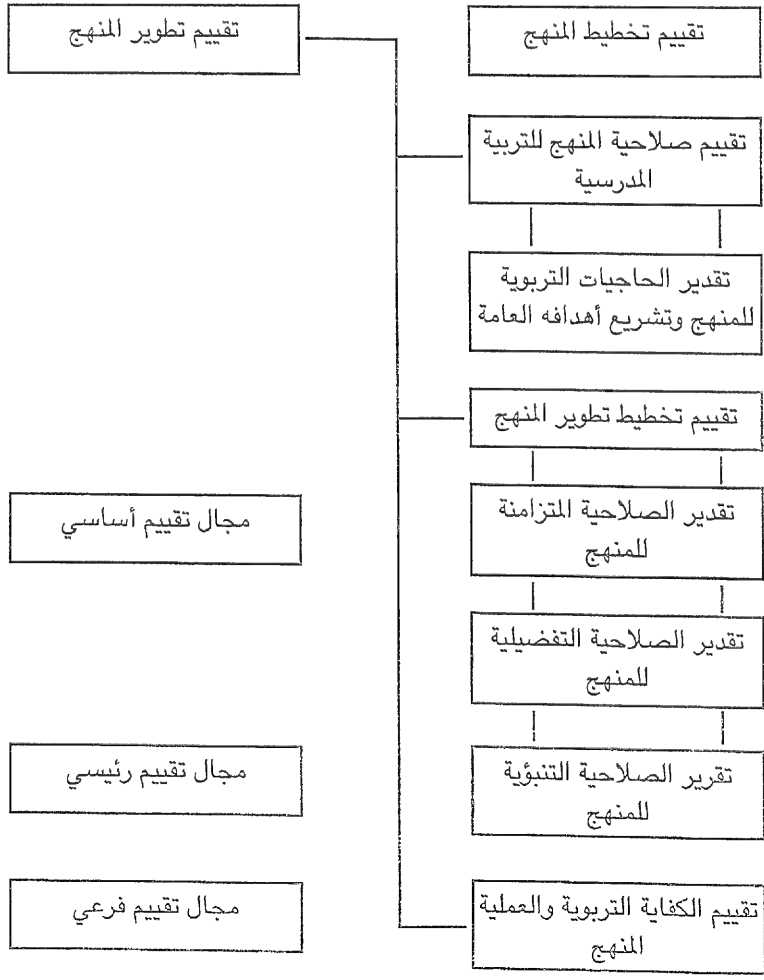 تقييم تخطيط المنهج
تقييم تطوير المنهج
تقييم صلاحية المنهج للتربية
المدرسية
تقدير الحاجيات التربوية
للمنهج وتشريع أهدافه العامة
تقييم تخطيط تطوير المنهج
تقدير الصلاحية المتزامنة
للمنهج
مجال تقييم أساسي
تقدير الصلاحية التفضيلية
للمنهج
تقرير الصلاحية التنبؤية
للمنهج
مجال تقييم رئيسي
تقييم الكفاية التربوية والعملية
المنهج
مجال تقييم فرعي